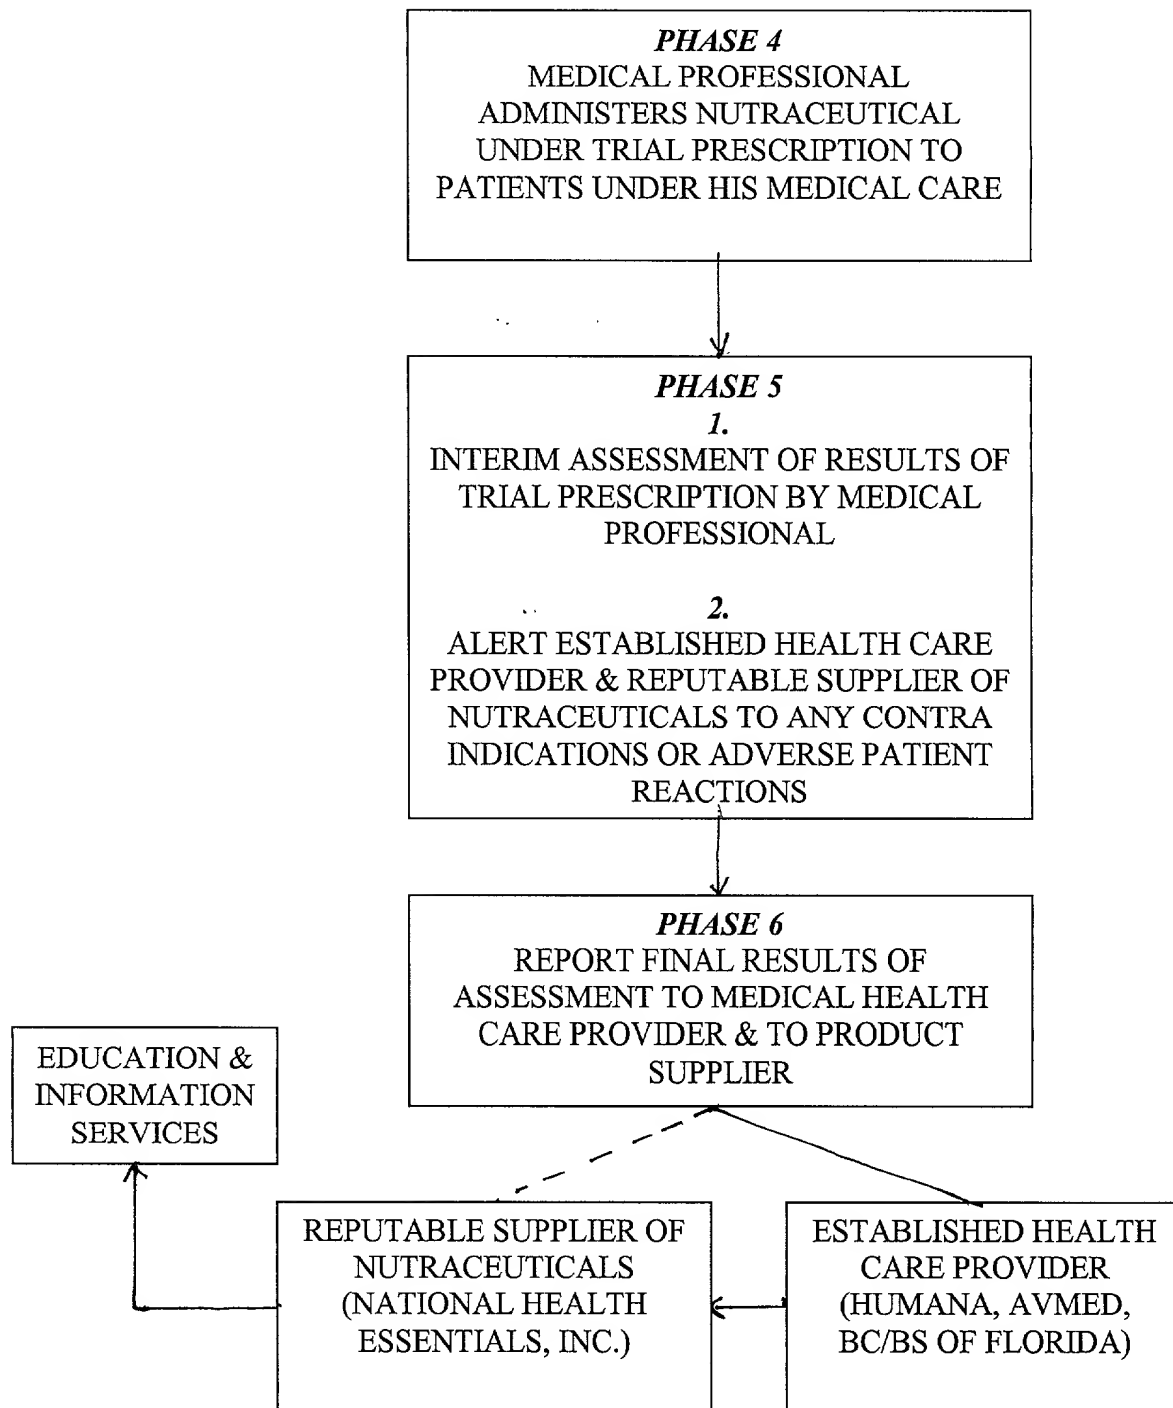 PHASE 4
MEDICAL PROFESSIONAL
ADMINISTERS NUTRACEUTICAL
UNDER TRIAL PRESCRIPTION TO
PATIENTS UNDER HIS MEDICAL CARE
PHASE 5
1.
INTERIM ASSESSMENT OF RESULTS OF
TRIAL PRESCRIPTION BY MEDICAL
PROFESSIONAL
2.
ALERT ESTABLISHED HEALTH CARE
PROVIDER & REPUTABLE SUPPLIER OF
NUTRACEUTICALS TO ANY CONTRA
INDICATIONS OR ADVERSE PATIENT
REACTIONS
PHASE 6
REPORT FINAL RESULTS OF
ASSESSMENT TO MEDICAL HEALTH
CARE PROVIDER & TO PRODUCT
SUPPLIER
EDUCATION &
INFORMATION
SERVICES
REPUTABLE SUPPLIER OF
NUTRACEUTICALS
(NATIONAL HEALTH
ESSENTIALS, INC.)
ESTABLISHED HEALTH
CARE PROVIDER
(HUMANA, AVMED,
BC/BS OF FLORIDA)